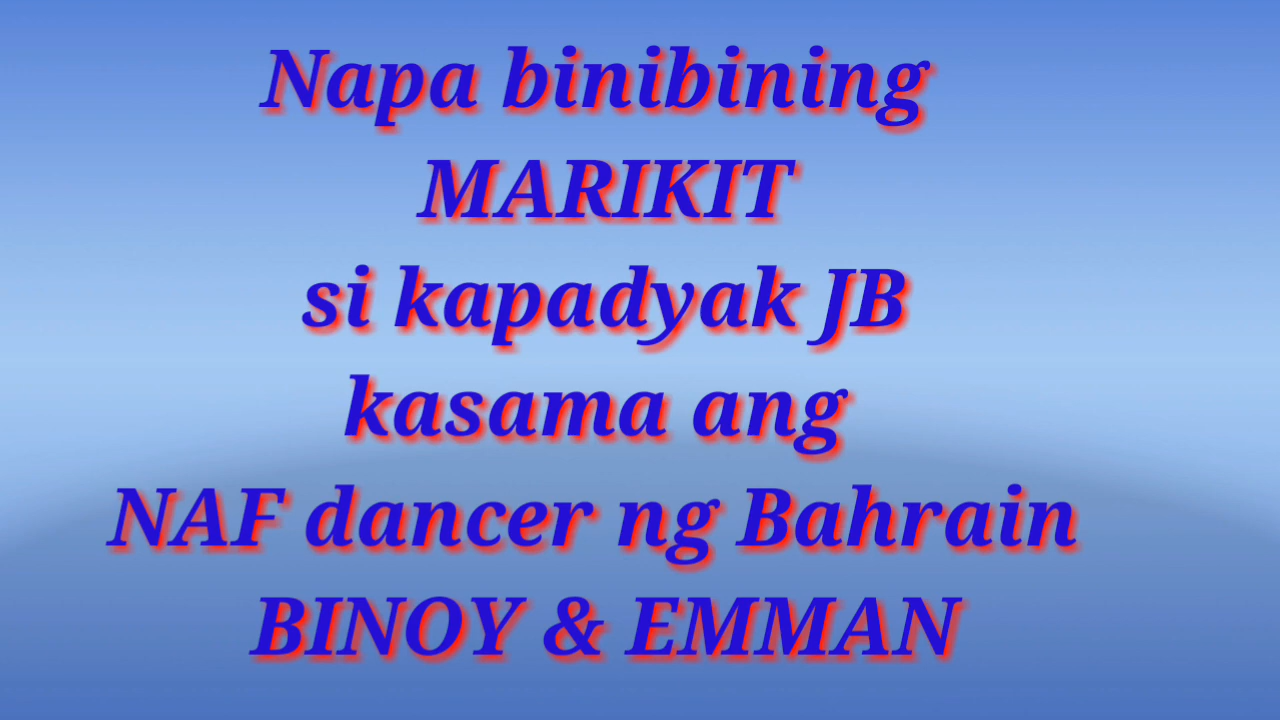 Napa binibining
MARIKIT
si kapadyak JB
kasama ang
NAF dancer ng Bahrain
BINOY & EMMAN